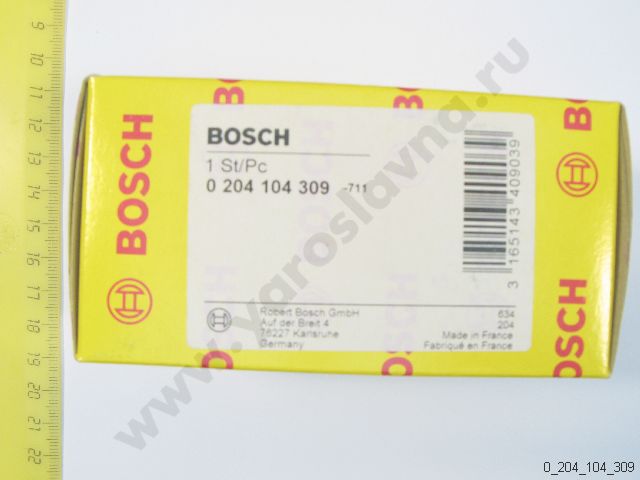 BOSCH
1 St/Pc
0 204 104 309 -711
3 165143 409039
Robert Bosch GmbH
Auf der Breit 4
76227 Karlsruhe
Germany
634
204
Made in France
Fabriqué en France
BOSCH
BOSCH
www.yaroslavna.ru
9
10
11
12
13
14
15
16
17
18
19
20
21
22
0_204_104_309